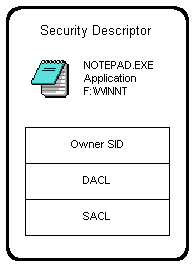 Security Descriptor
NOTEPAD.EXE
Application
F:\WINNT
Owner SID
DACL
SACL